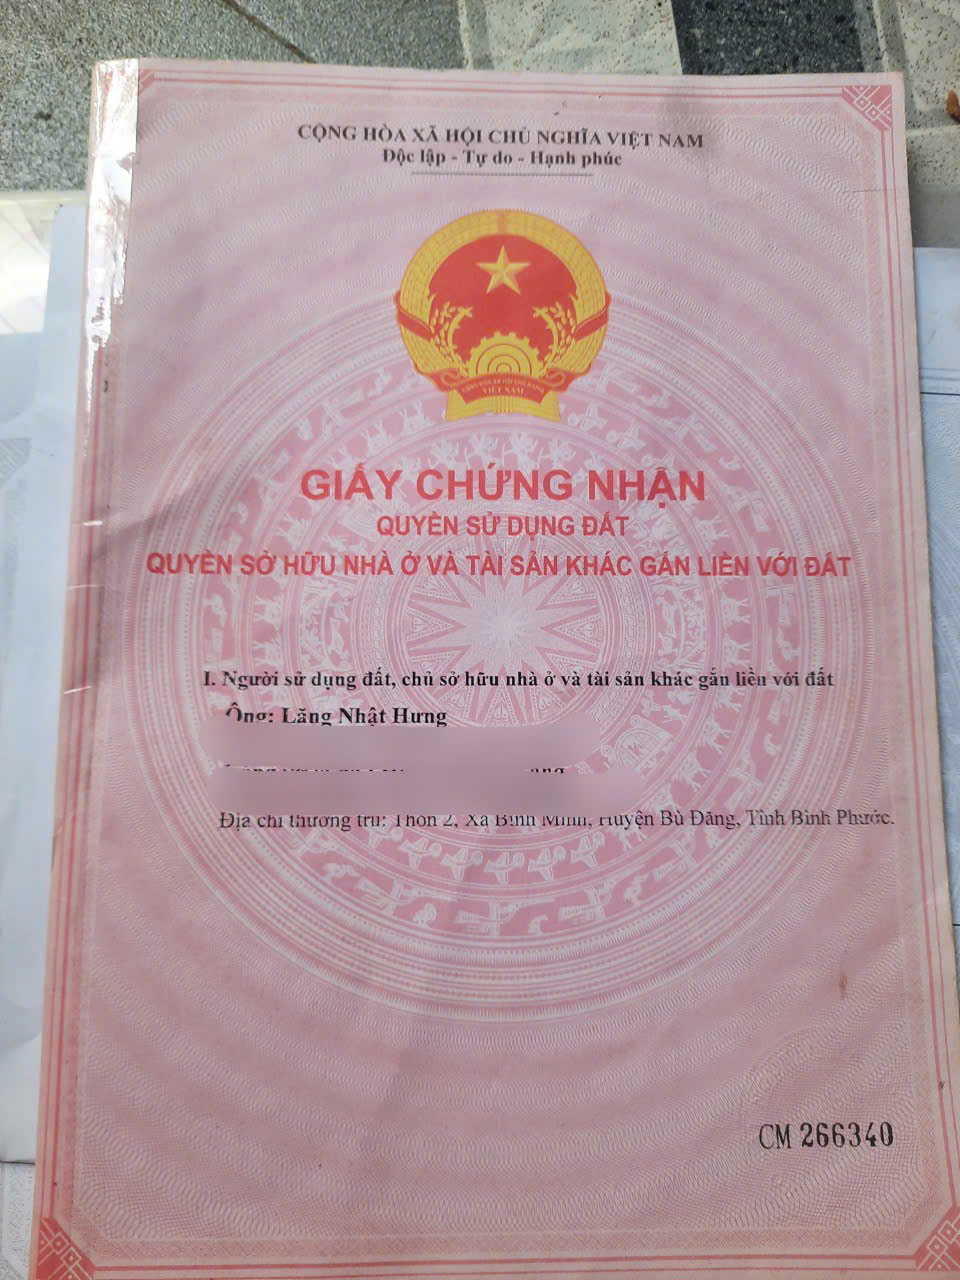 CỘNG HÒA XÃ HỘI CHỦ NGHĨA VIỆT NAM
Độc lập - Tự do - Hạnh phúc
VIỆT NAM
GIẤY CHỨNG NHẬN
QUYỀN SỬ DỤNG ĐẤT
QUYỀN SỞ HỮU NHÀ Ở VÀ TÀI SẢN KHÁC GẮN LIỀN VỚI ĐẤT
I. Người sử dụng đất, chủ sở hữu nhà ở và tài sản khác gắn liền với đất
Ông: Lăng Nhật Hưng
Địa chỉ thường trú: Thôn 2, Xã Bình Minh, Huyện Bù Đăng, Tỉnh Bình Phước.
CM 266340